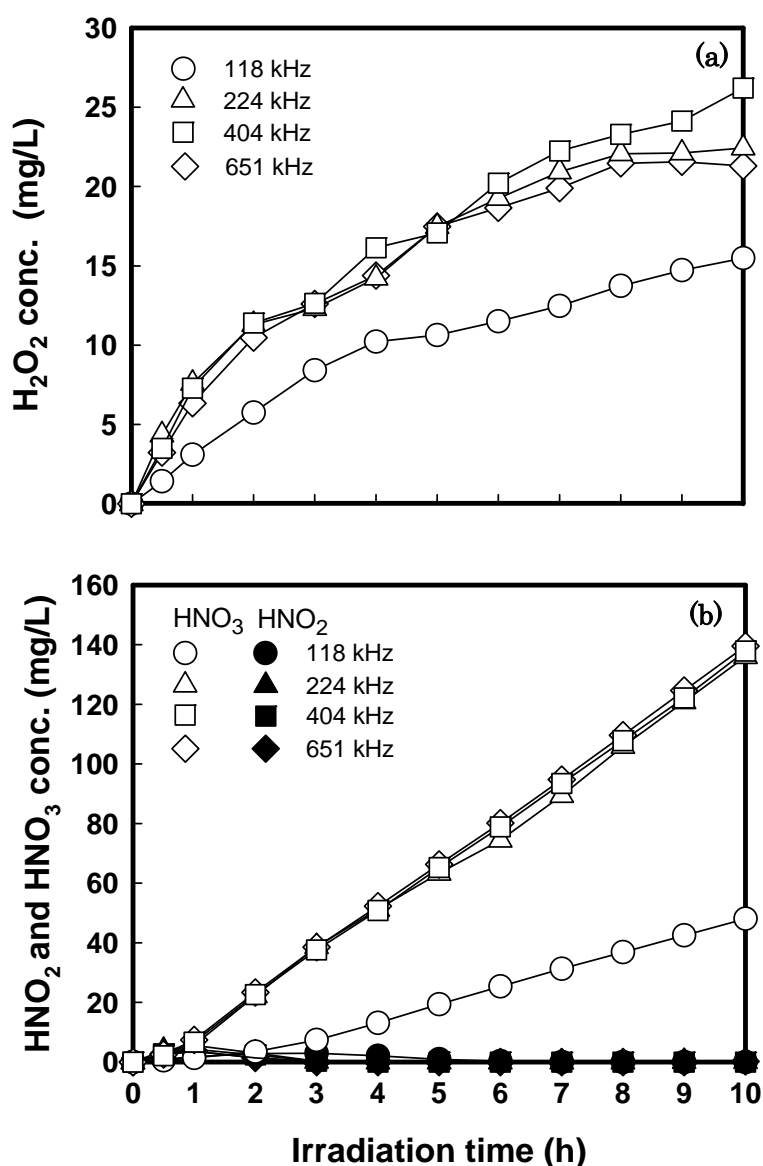 (a)
30
25
20
15
10
5
0
H₂O₂ conc. (mg/L)
118 kHz
224 kHz
404 kHz
651 kHz
(b)
160
140
120
100
80
60
40
20
0
HNO₂ and HNO₃ conc. (mg/L)
HNO₃ HNO₂
118 kHz
224 kHz
404 kHz
651 kHz
0 1 2 3 4 5 6 7 8 9 10
Irradiation time (h)